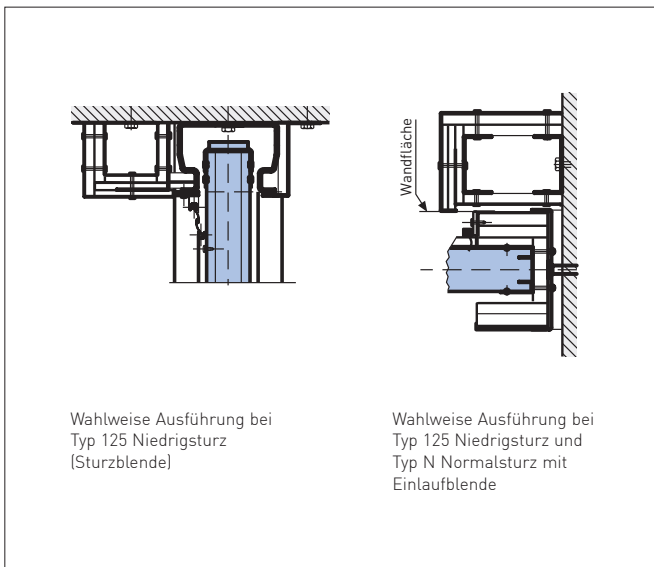 Wandfläche
Wahlweise Ausführung bei
Typ 125 Niedrigsturz
(Sturzblende)
Wahlweise Ausführung bei
Typ 125 Niedrigsturz und
Typ N Normalsturz mit
Einlaufblende